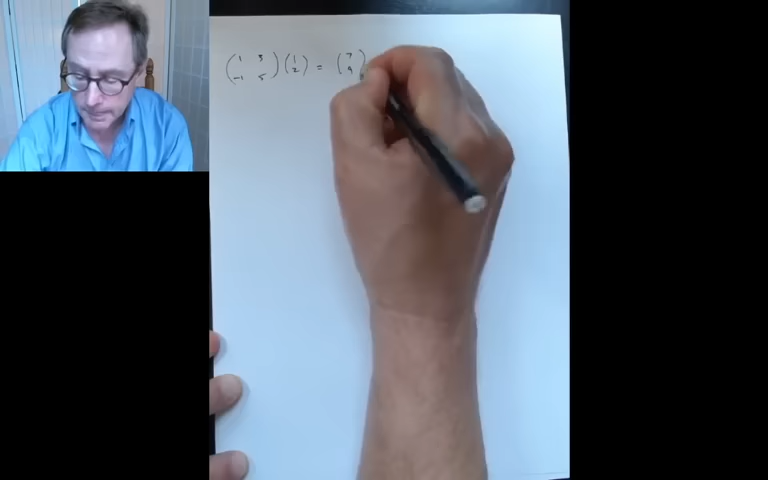 ( 1 3 ) ( 1 ) = ( 7 )
( -1 5 ) ( 2 ) ( 9 )